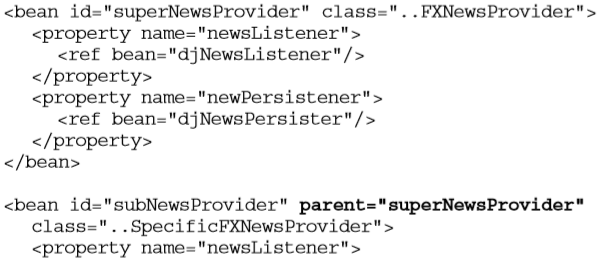 <bean id="superNewsProvider" class="..FXNewsProvider">
<property name="newsListener">
<ref bean="djNewsListener"/>
</property>
<property name="newPersistener">
<ref bean="djNewsPersister"/>
</property>
</bean>
<bean id="subNewsProvider" parent="superNewsProvider"
class="..SpecificFXNewsProvider">
<property name="newsListener">